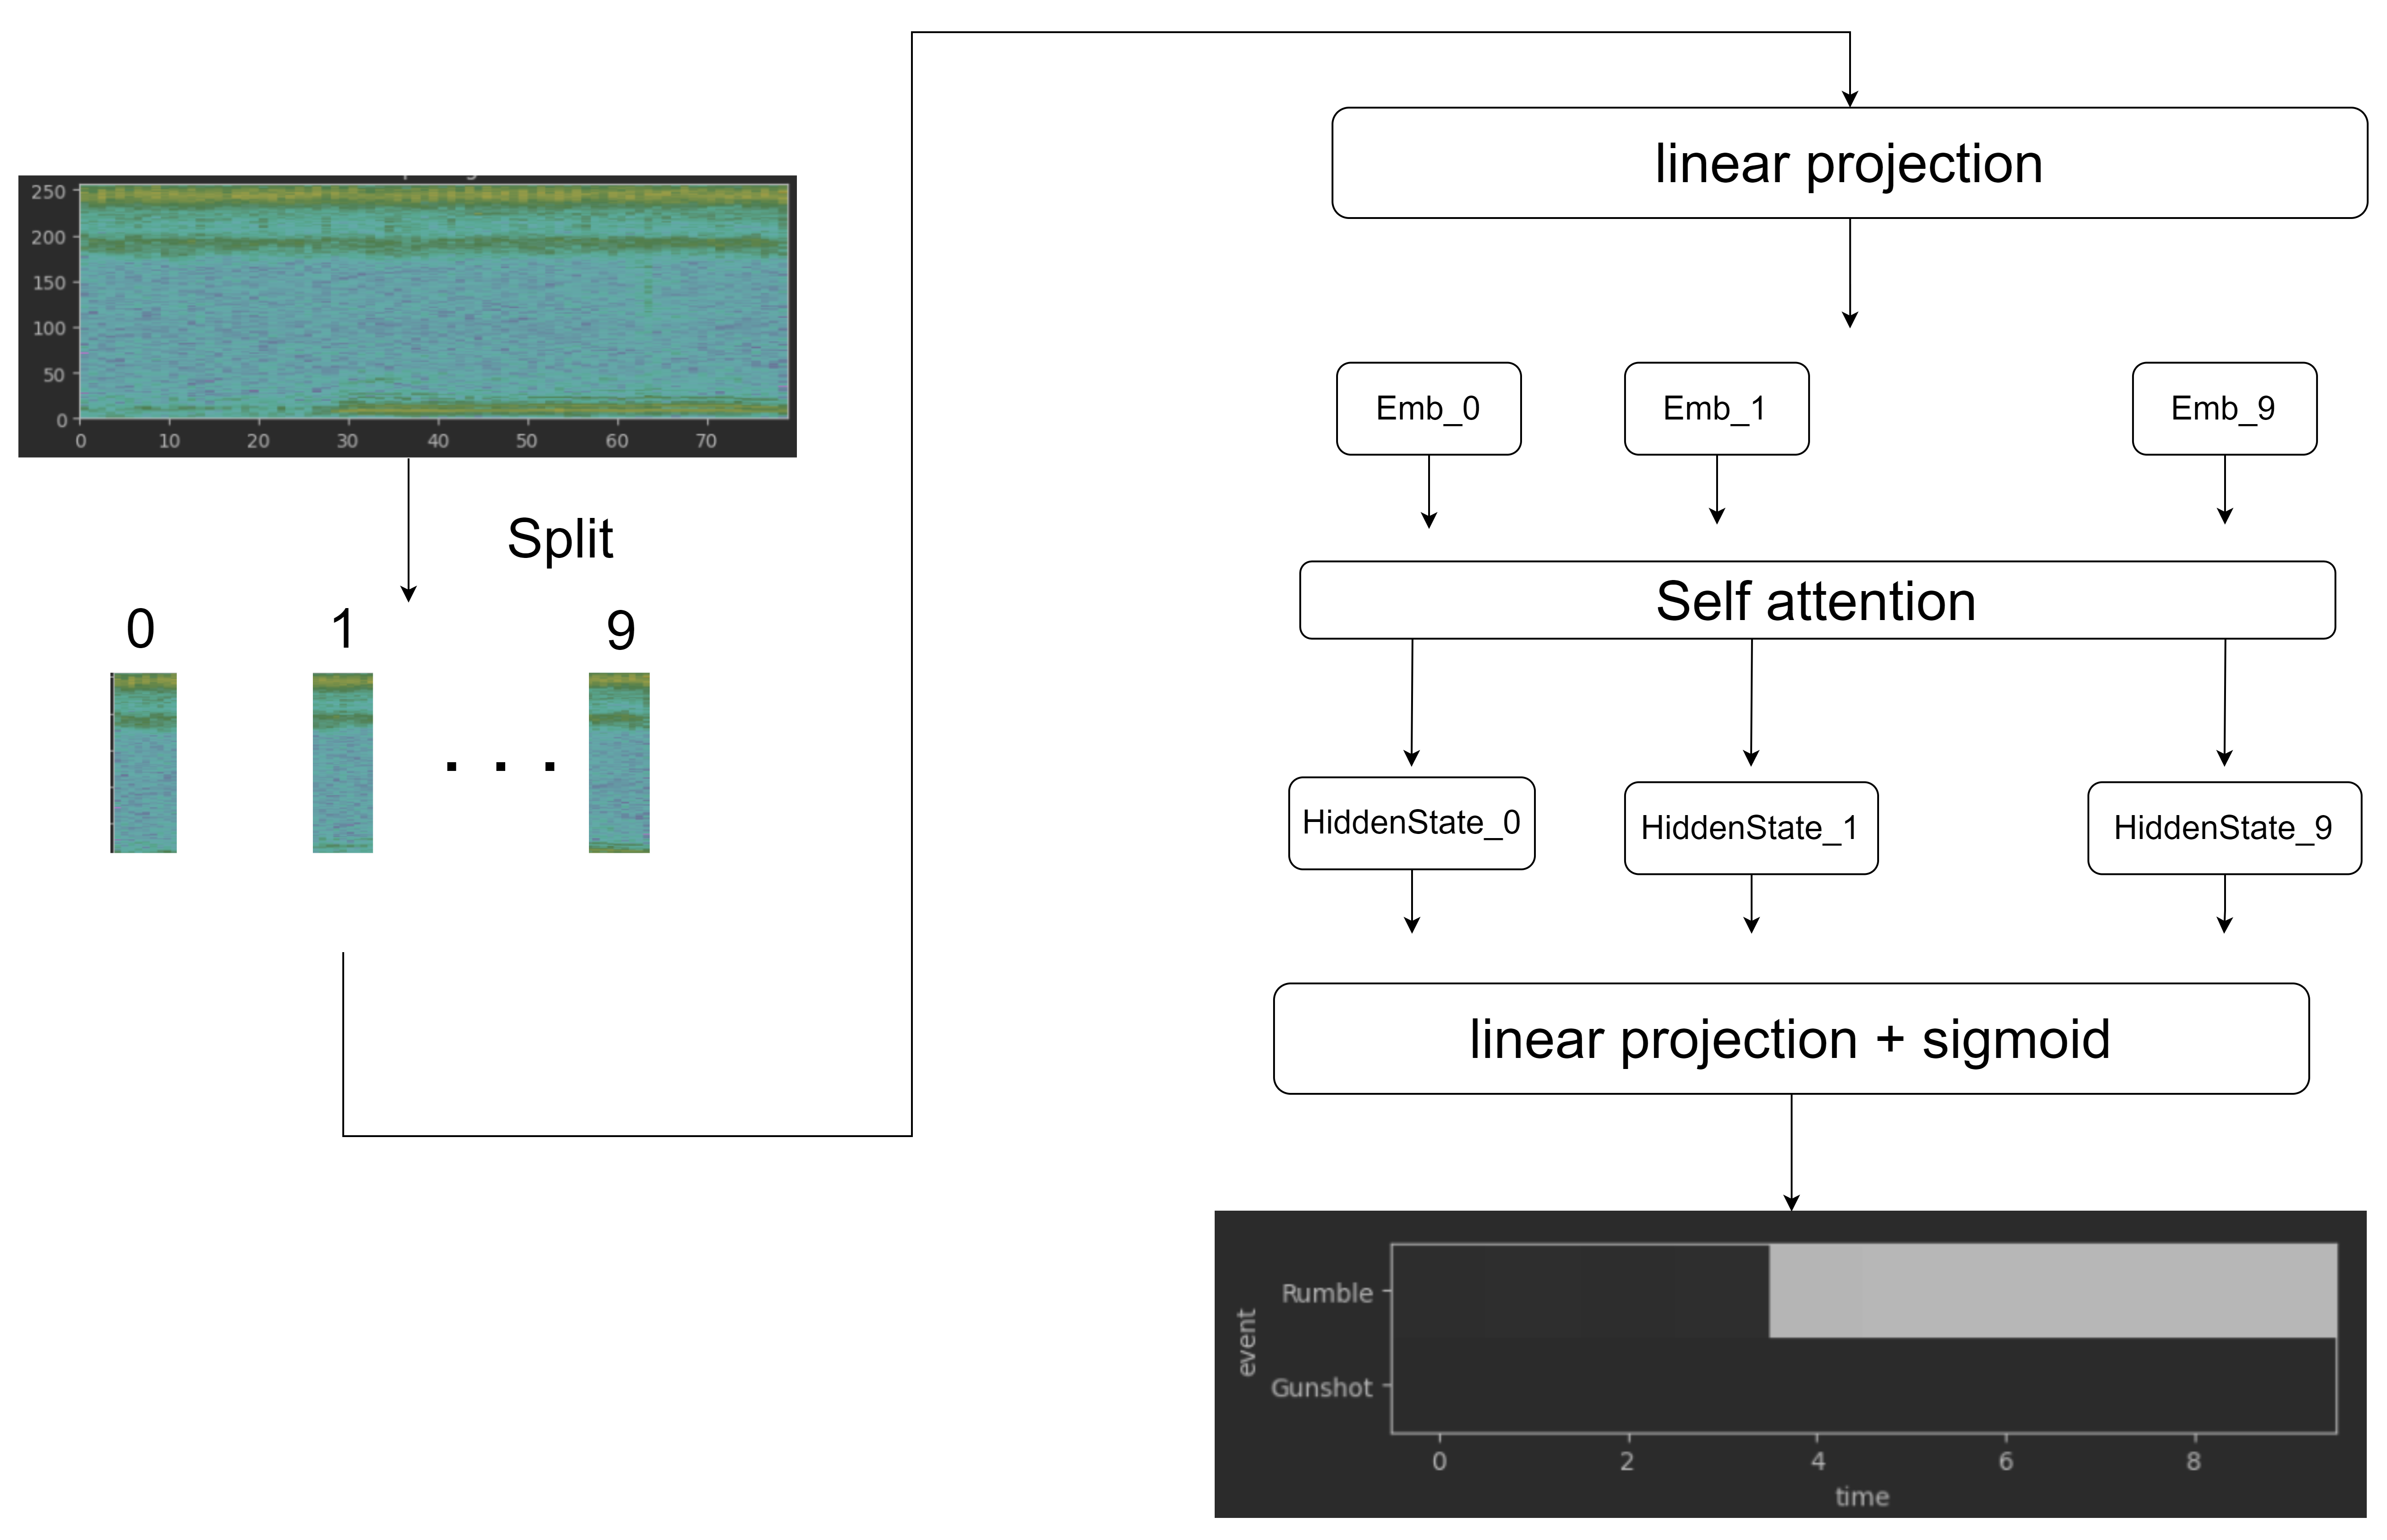 250
200
150
100
50
0
0 10 20 30 40 50 60 70
Split
0 1 9
. . .
linear projection
Emb_0 Emb_1 Emb_9
Self attention
HiddenState_0 HiddenState_1 HiddenState_9
linear projection + sigmoid
Rumble
event
Gunshot
0 2 4 6 8
time